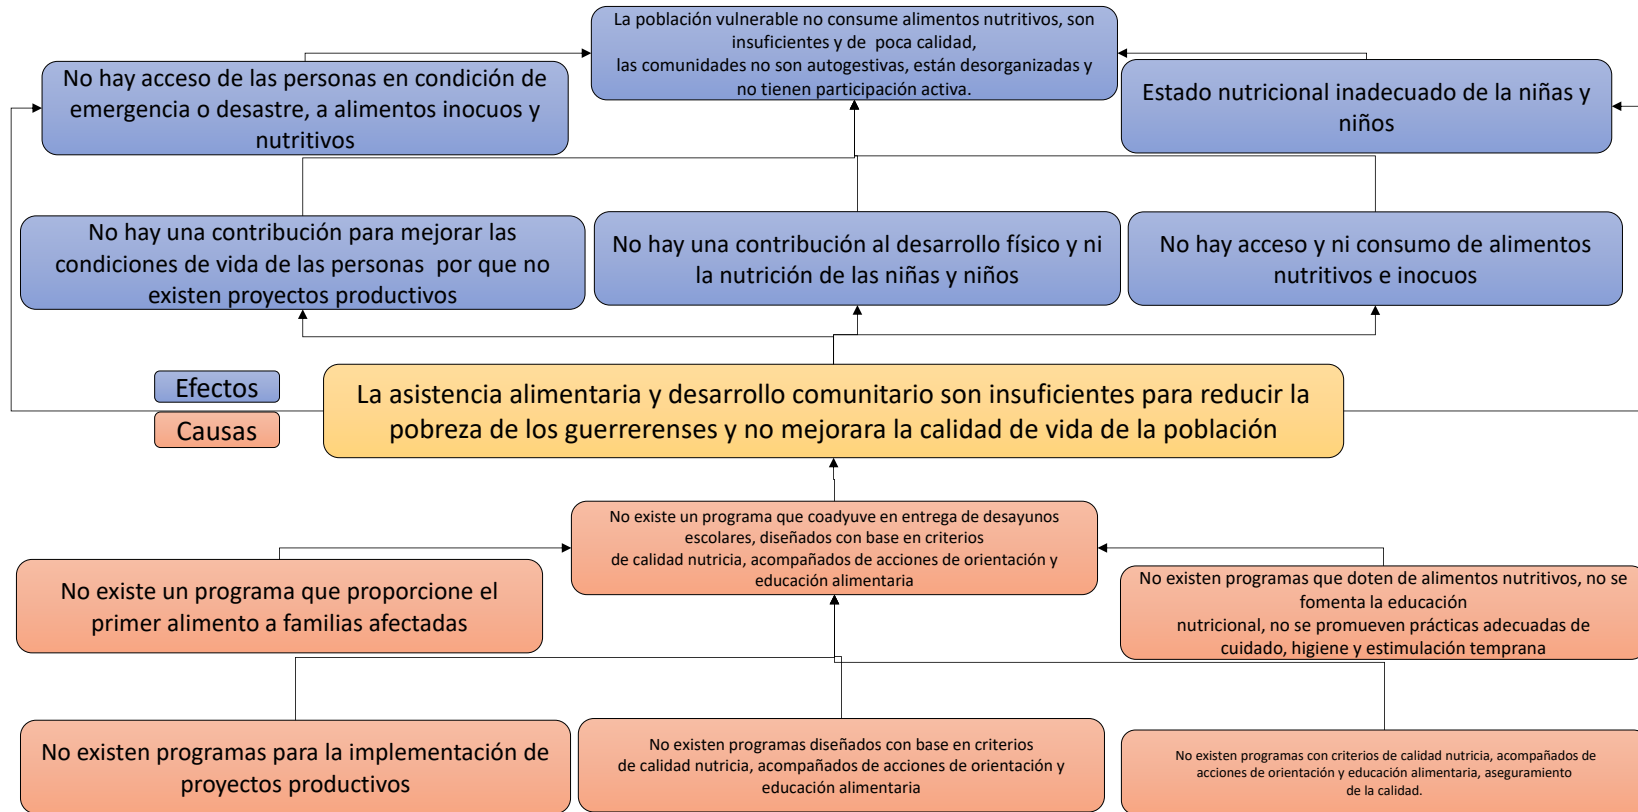 La población vulnerable no consume alimentos nutritivos, son
insuficientes y de poca calidad,
las comunidades no son autogestivas, están desorganizadas y
no tienen participación activa.
No hay acceso de las personas en condición de
emergencia o desastre, a alimentos inocuos y
nutritivos
Estado nutricional inadecuado de la niñas y
niños
No hay una contribución para mejorar las
condiciones de vida de las personas por que no
existen proyectos productivos
No hay una contribución al desarrollo físico y ni
la nutrición de las niñas y niños
No hay acceso y ni consumo de alimentos
nutritivos e inocuos
Efectos
Causas
La asistencia alimentaria y desarrollo comunitario son insuficientes para reducir la
pobreza de los guerrerenses y no mejorara la calidad de vida de la población
No existe un programa que coadyuve en entrega de desayunos
escolares, diseñados con base en criterios
de calidad nutricia, acompañados de acciones de orientación y
educación alimentaria
No existe un programa que proporcione el
primer alimento a familias afectadas
No existen programas que doten de alimentos nutritivos, no se
fomenta la educación
nutricional, no se promueven prácticas adecuadas de
cuidado, higiene y estimulación temprana
No existen programas para la implementación de
proyectos productivos
No existen programas diseñados con base en criterios
de calidad nutricia, acompañados de acciones de orientación y
educación alimentaria
No existen programas con criterios de calidad nutricia, acompañados de
acciones de orientación y educación alimentaria, aseguramiento
de la calidad.